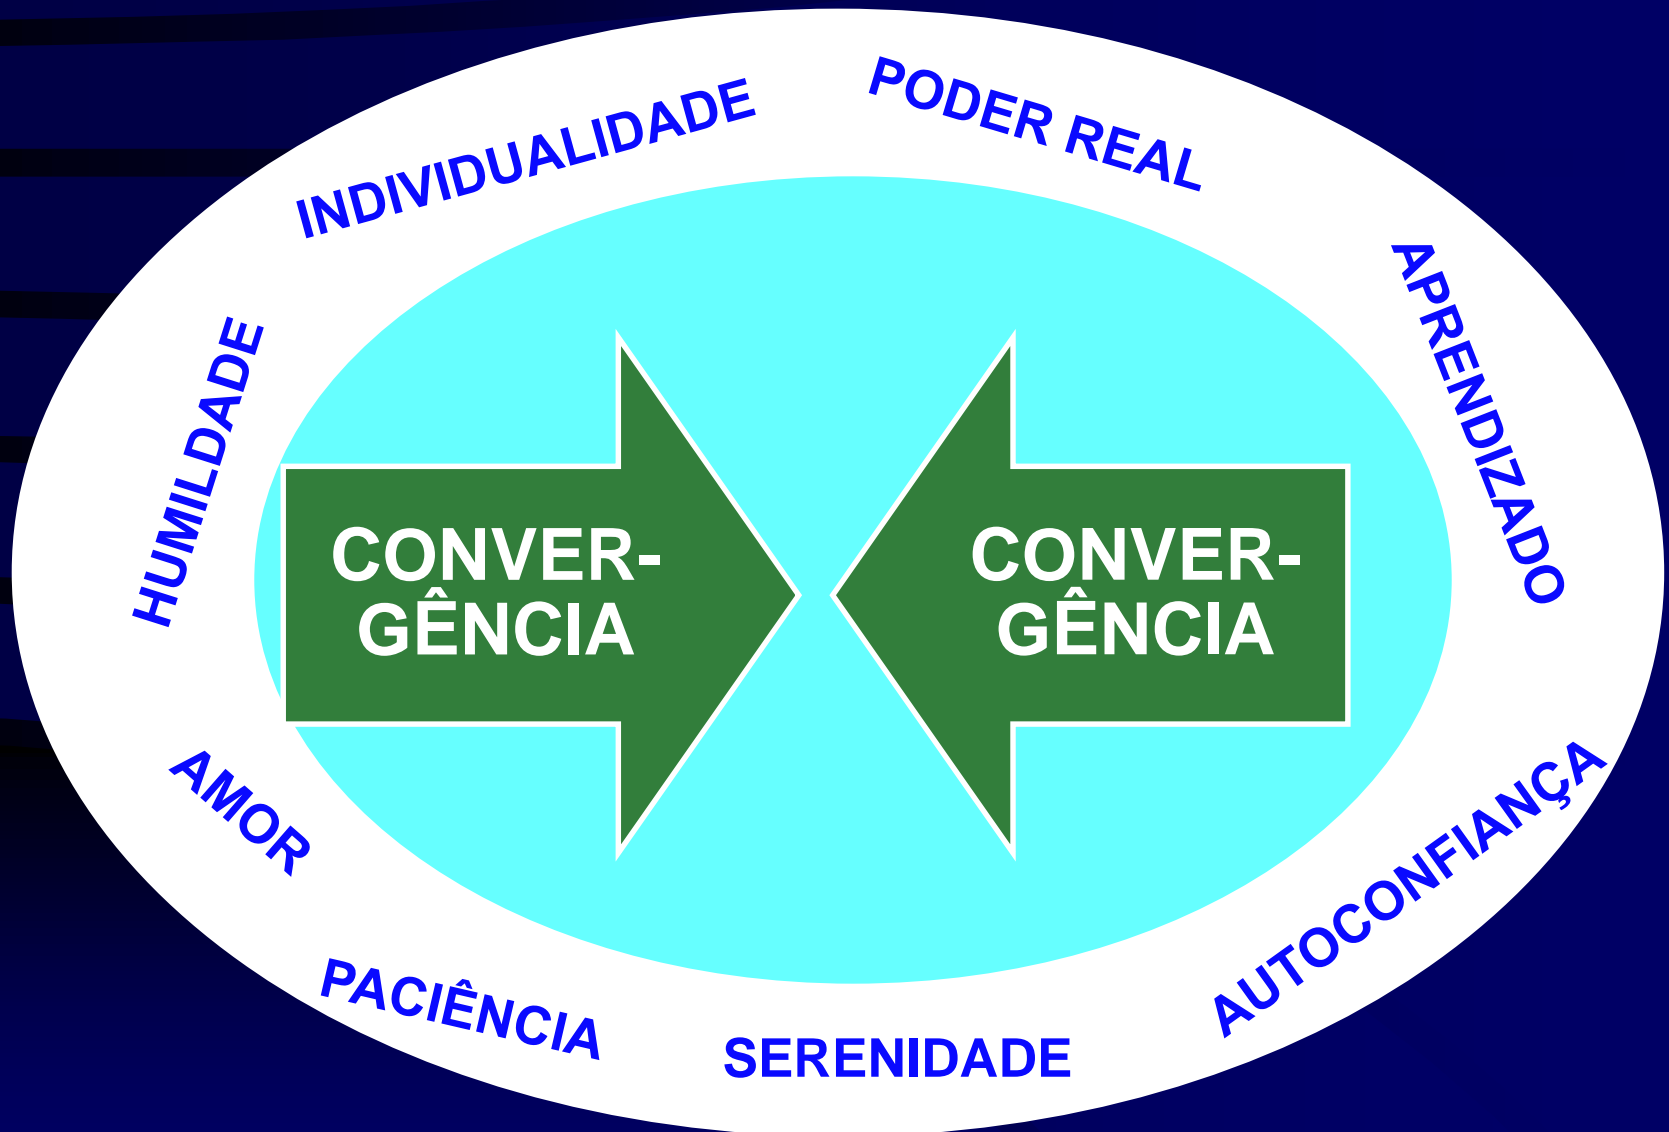 INDIVIDUALIDADE
PODER REAL
APRENDIZADO
HUMILDADE
CONVER-
GÊNCIA
CONVER-
GÊNCIA
AMOR
AUTOCONFIANÇA
PACIÊNCIA
SERENIDADE